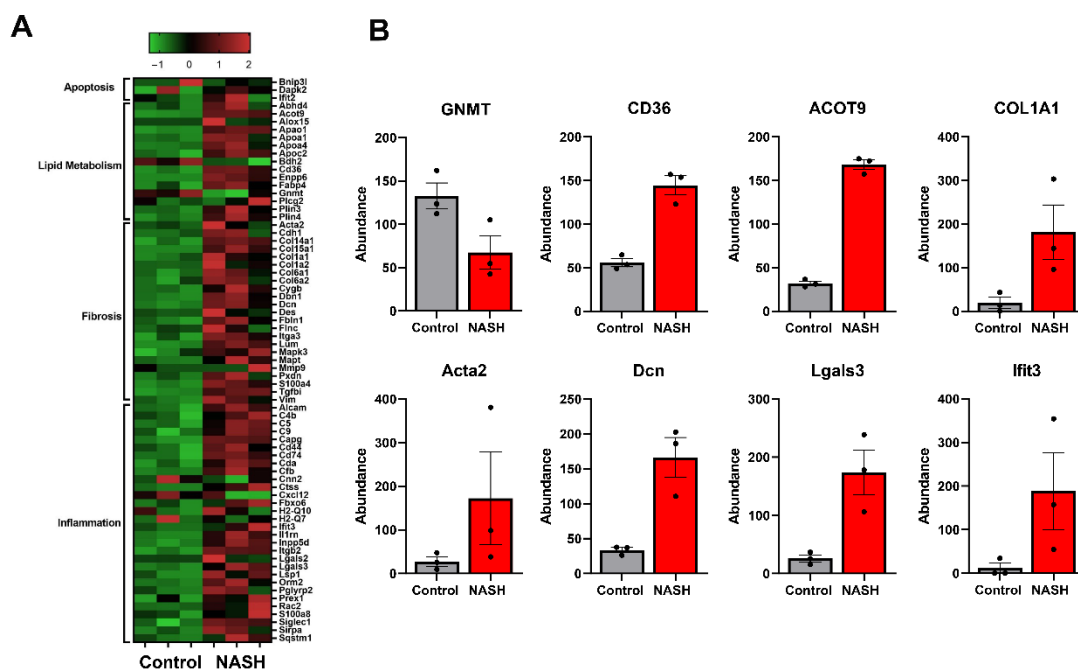 A
−1 0 1 2
Apoptosis
Lipid Metabolism
Fibrosis
Inflammation
Bnip3l
Dapk2
Ifit2
Abhd4
Acot9
Alox15
Apao1
Apoa1
Apoa4
Apoc2
Bdh2
Cd36
Enpp6
Fabp4
Gnmt
Plcg2
Plin3
Plin4
Acta2
Cdh1
Col14a1
Col15a1
Col1a1
Col1a2
Col6a1
Col6a2
Cygb
Dbn1
Dcn
Des
Fbln1
Flnc
Itga3
Lum
Mapk3
Mapt
Mmp9
Pxdn
S100a4
Tgfbi
Vim
Alcam
C4b
C5
C9
Capg
Cd44
Cd74
Cda
Cfb
Cnn2
Ctss
Cxcl12
Fbxo6
H2-Q10
H2-Q7
Ifit3
Il1rn
Inpp5d
Itgb2
Lgals2
Lgals3
Lsp1
Orm2
Pglyrp2
Prex1
Rac2
S100a8
Siglec1
Sirpa
Sqstm1
Control NASH
B
GNMT
Abundance
200
150
100
50
0
Control NASH
CD36
Abundance
200
150
100
50
0
Control NASH
ACOT9
Abundance
200
150
100
50
0
Control NASH
COL1A1
Abundance
400
300
200
100
0
Control NASH
Acta2
Abundance
400
300
200
100
0
Control NASH
Dcn
Abundance
250
200
150
100
50
0
Control NASH
Lgals3
Abundance
300
200
100
0
Control NASH
Ifit3
Abundance
400
300
200
100
0
Control NASH